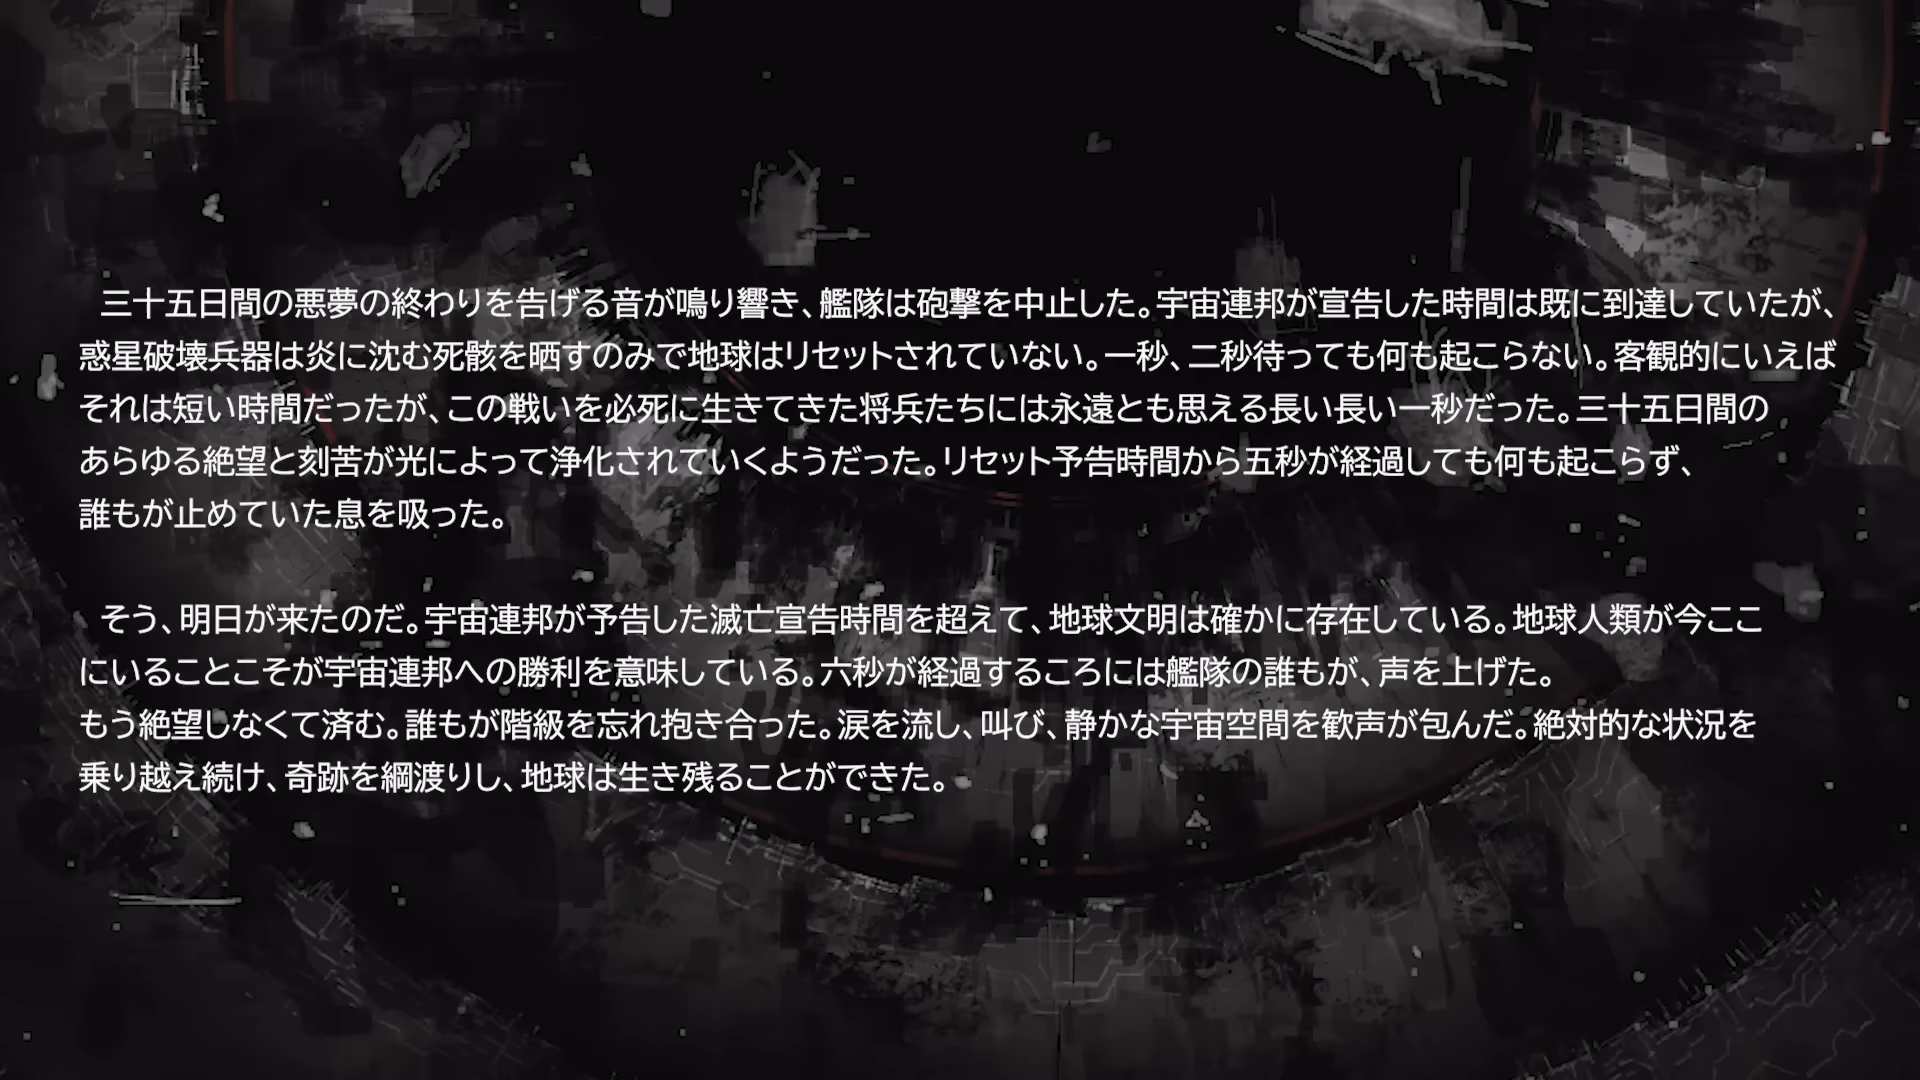 三十五日間の悪夢の終わりを告げる音が鳴り響き、艦隊は砲撃を中止した。宇宙連邦が宣告した時間は既に到達していたが、
惑星破壊兵器は炎に沈む死骸を晒すのみで地球はリセットされていない。一秒、二秒待っても何も起こらない。客観的にいえば
それは短い時間だったが、この戦いを必死に生きてきた将兵たちには永遠とも思える長い長い一秒だった。三十五日間の
あらゆる絶望と刻苦が光によって浄化されていくようだった。リセット予告時間から五秒が経過しても何も起こらず、
誰もが止めていた息を吸った。
そう、明日が来たのだ。宇宙連邦が予告した滅亡宣告時間を超えて、地球文明は確かに存在している。地球人類が今ここ
にいることこそが宇宙連邦への勝利を意味している。六秒が経過するころには艦隊の誰もが、声を上げた。
もう絶望しなくて済む。誰もが階級を忘れ抱き合った。涙を流し、叫び、静かな宇宙空間を歓声が包んだ。絶対的な状況を
乗り越え続け、奇跡を綱渡りし、地球は生き残ることができた。